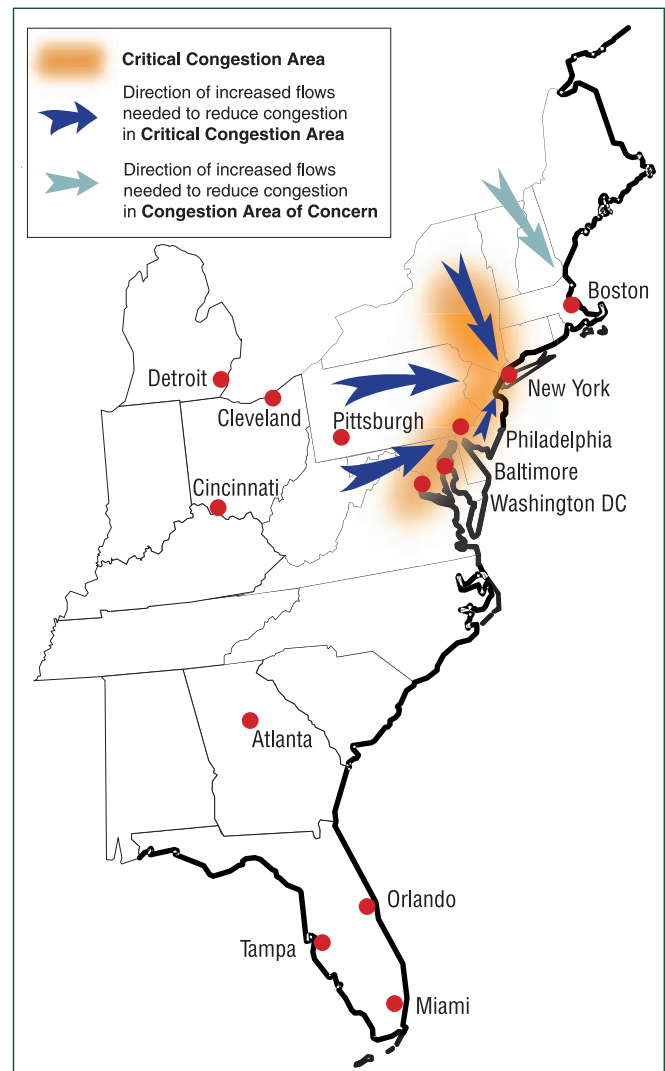 Critical Congestion Area
Direction of increased flows
needed to reduce congestion
in Critical Congestion Area
Direction of increased flows
needed to reduce congestion
in Congestion Area of Concern
Boston
Detroit
New York
Cleveland
Pittsburgh
Philadelphia
Baltimore
Cincinnati
Washington DC
Atlanta
Orlando
Tampa
Miami